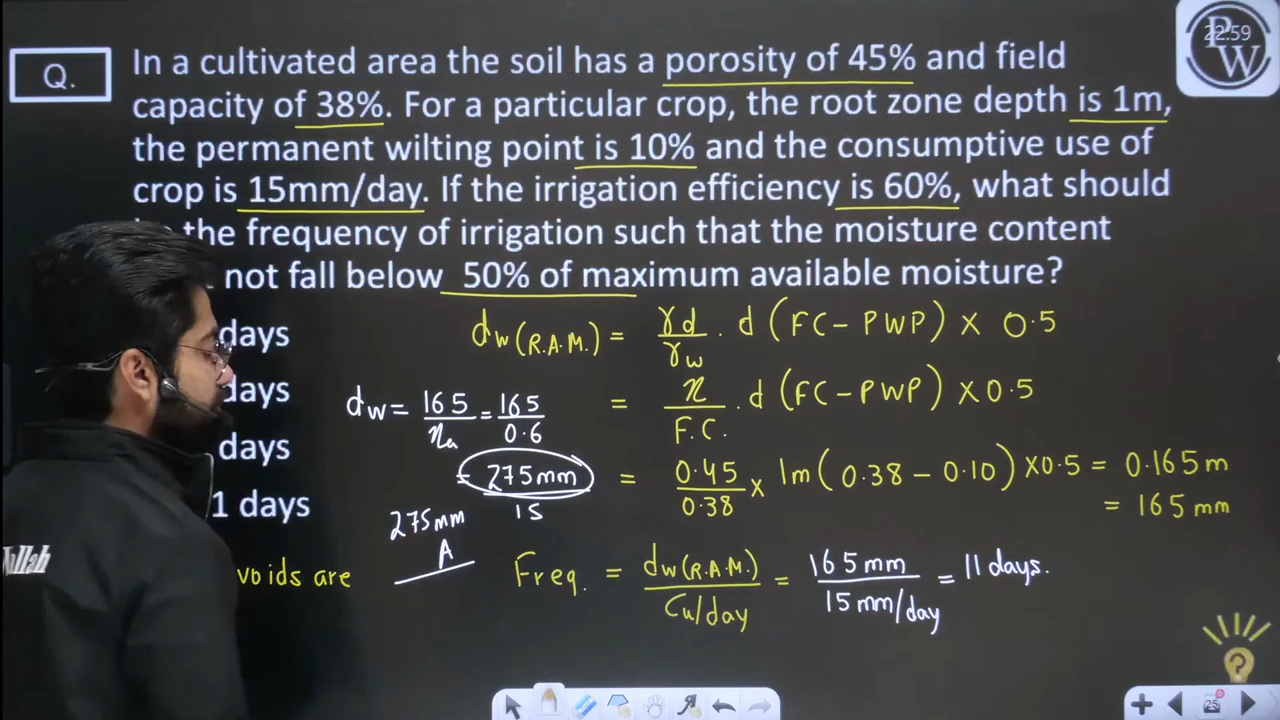 22:59
PW
Q.
In a cultivated area the soil has a porosity of 45% and field
capacity of 38%. For a particular crop, the root zone depth is 1m,
the permanent wilting point is 10% and the consumptive use of
crop is 15mm/day. If the irrigation efficiency is 60%, what should
the frequency of irrigation such that the moisture content
not fall below 50% of maximum available moisture?
days
days
days
1 days
dw (R.A.M.) = γd/γw . d (FC - PWP) × 0.5
= n/F.C. . d (FC - PWP) × 0.5
= 0.45/0.38 × 1m (0.38 - 0.10) × 0.5 = 0.165 m
= 165 mm
dw = 165/ηa = 165/0.6
= 275mm
15
275mm
A
voids are
Freq. = dw (R.A.M.)/Cu/day = 165 mm/15 mm/day = 11 days.
25